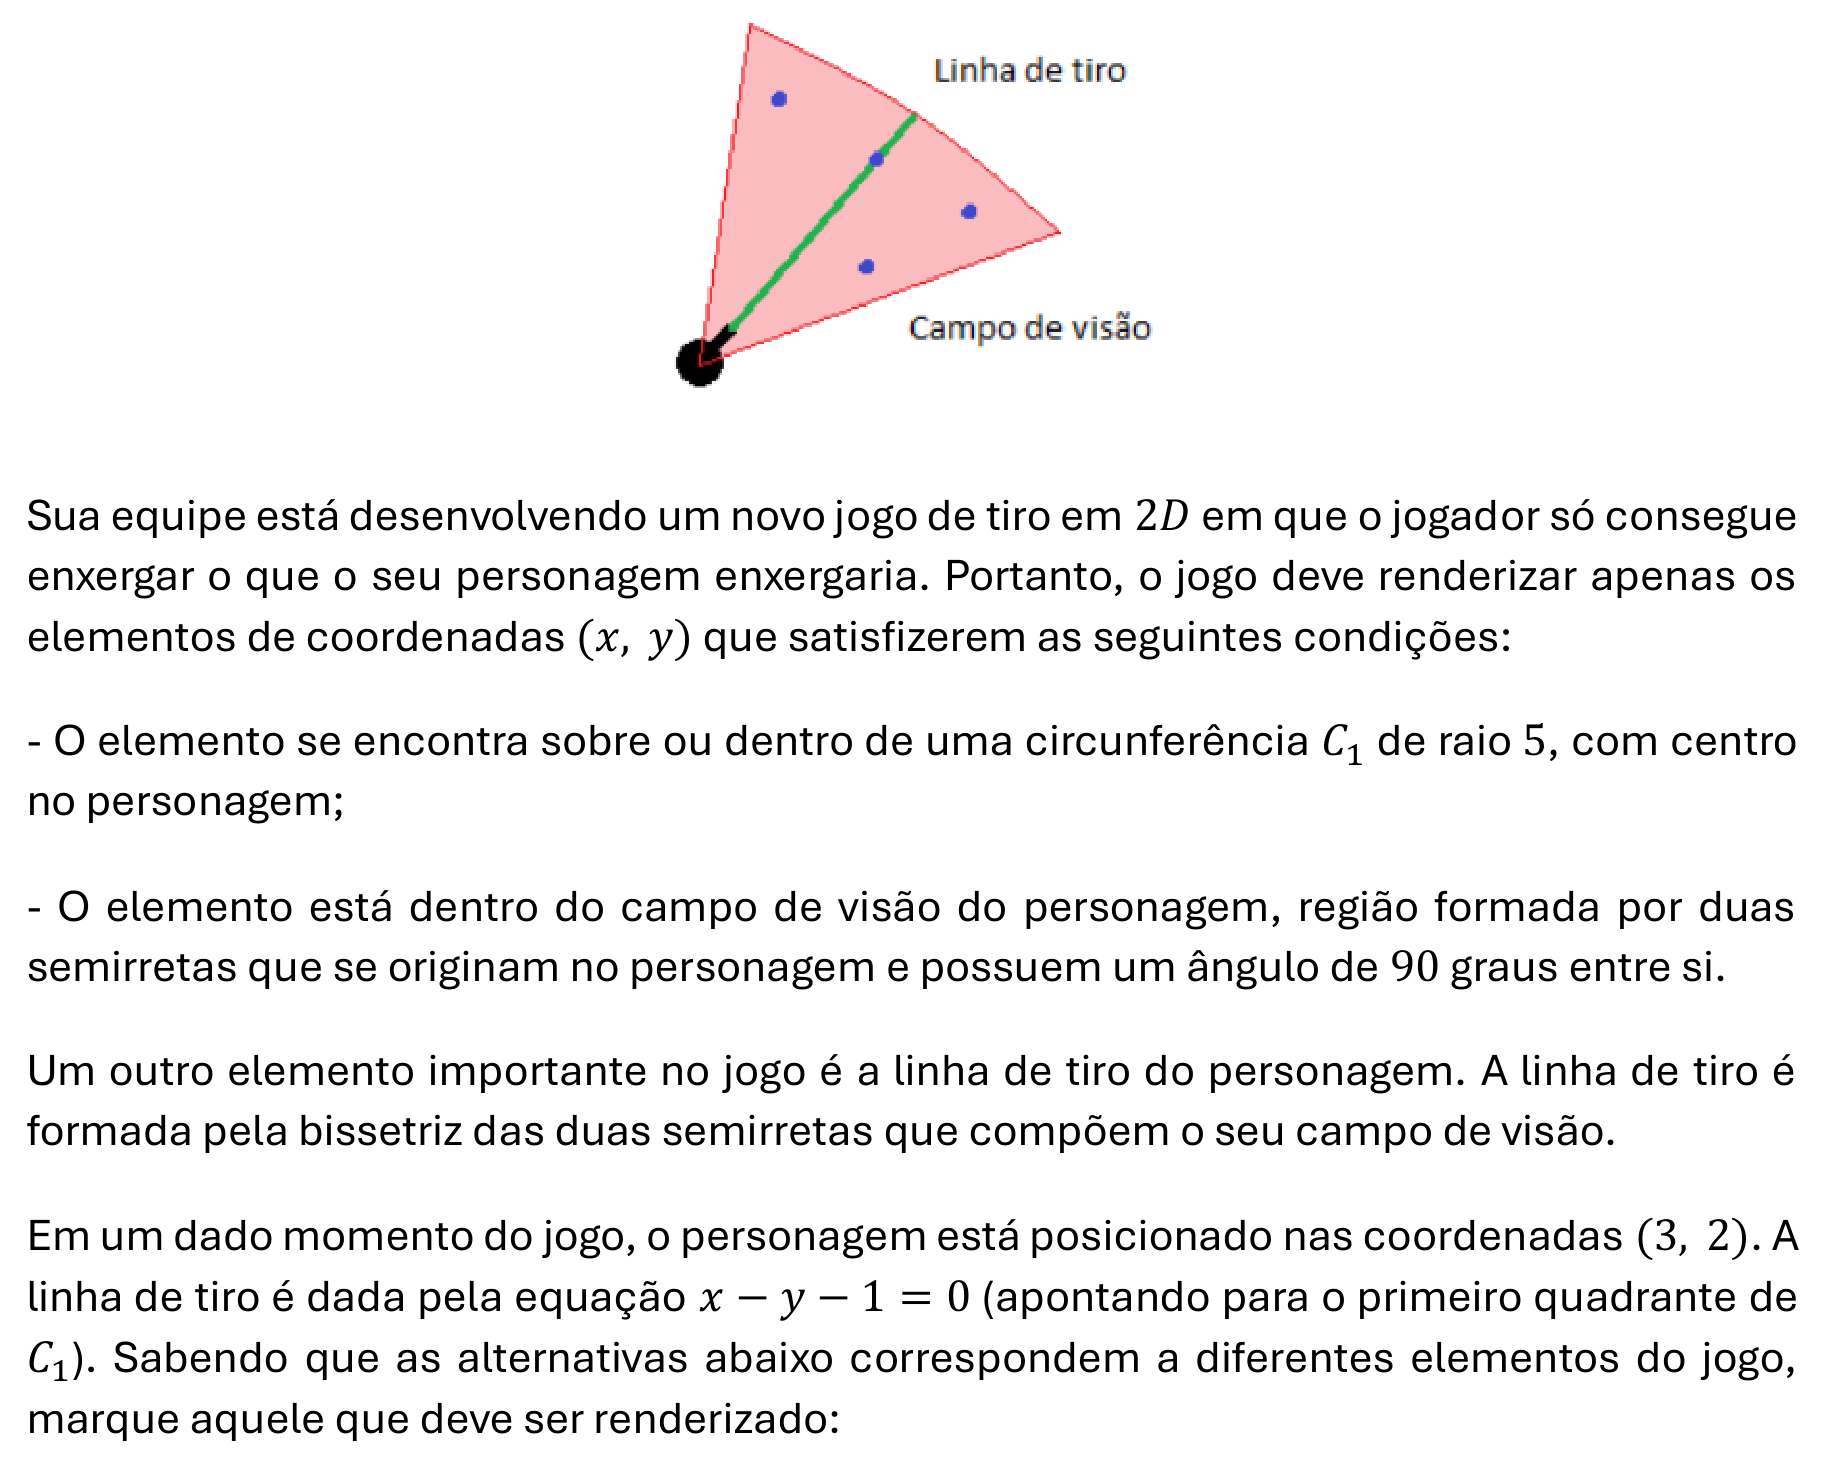 Linha de tiro
Campo de visão
Sua equipe está desenvolvendo um novo jogo de tiro em 2D em que o jogador só consegue
enxergar o que o seu personagem enxergaria. Portanto, o jogo deve renderizar apenas os
elementos de coordenadas (x, y) que satisfizerem as seguintes condições:
- O elemento se encontra sobre ou dentro de uma circunferência C₁ de raio 5, com centro
no personagem;
- O elemento está dentro do campo de visão do personagem, região formada por duas
semirretas que se originam no personagem e possuem um ângulo de 90 graus entre si.
Um outro elemento importante no jogo é a linha de tiro do personagem. A linha de tiro é
formada pela bissetriz das duas semirretas que compõem o seu campo de visão.
Em um dado momento do jogo, o personagem está posicionado nas coordenadas (3, 2). A
linha de tiro é dada pela equação x − y − 1 = 0 (apontando para o primeiro quadrante de
C₁). Sabendo que as alternativas abaixo correspondem a diferentes elementos do jogo,
marque aquele que deve ser renderizado: